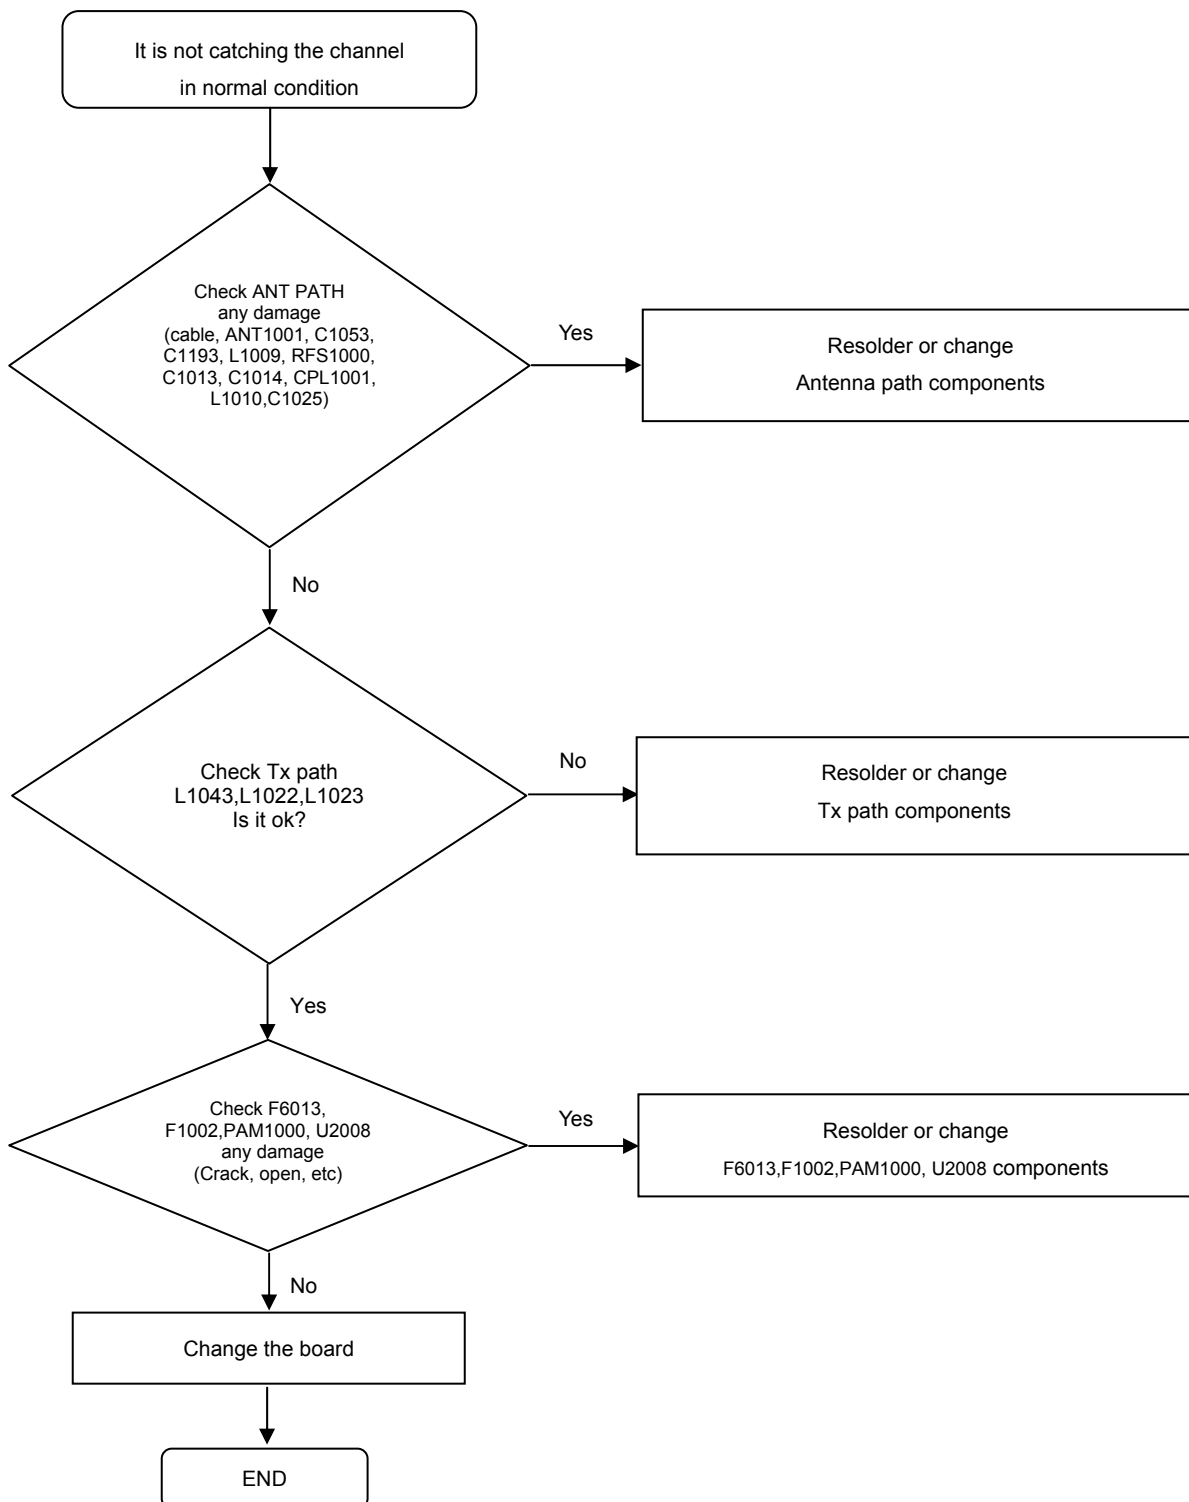 It is not catching the channel
in normal condition
Check ANT PATH
any damage
(cable, ANT1001, C1053,
C1193, L1009, RFS1000,
C1013, C1014, CPL1001,
L1010,C1025)
Yes
Resolder or change
Antenna path components
No
Check Tx path
L1043,L1022,L1023
Is it ok?
No
Resolder or change
Tx path components
Yes
Check F6013,
F1002,PAM1000, U2008
any damage
(Crack, open, etc)
Yes
Resolder or change
F6013,F1002,PAM1000, U2008 components
No
Change the board
END